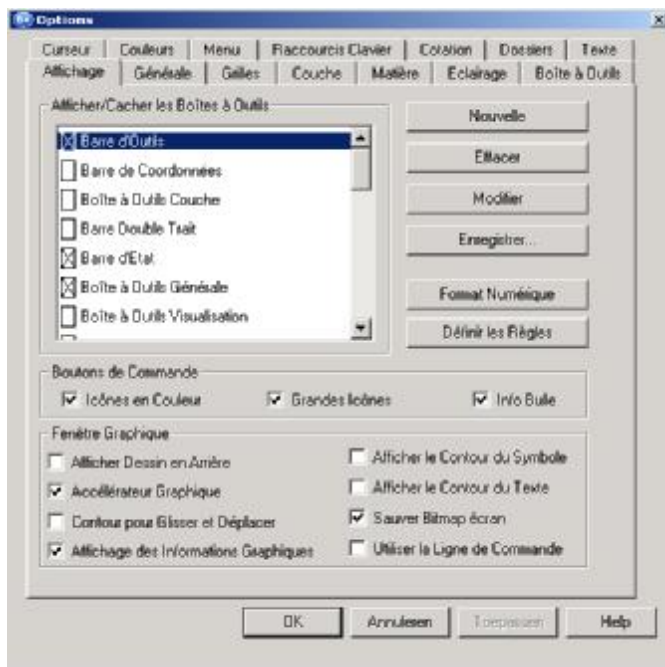 Options
Curseur Couleurs Menu Raccourcis Clavier Cotation Dossiers Texte
Affichage Générale Grilles Couche Matière Eclairage Boîte à Outils
Afficher/Cacher les Boîtes à Outils
Barre d'Outils
Barre de Coordonnées
Boîte à Outils Couche
Barre Double Trait
Barre d'Etat
Boîte à Outils Générale
Boîte à Outils Visualisation
Nouvelle
Effacer
Modifier
Enregistrer...
Format Numérique
Définir les Règles
Boutons de Commande
Icônes en Couleur Grandes Icônes Info Bulle
Fenêtre Graphique
Afficher Dessin en Arrière
Accélérateur Graphique
Contour pour Glisser et Déplacer
Affichage des Informations Graphiques
Afficher le Contour du Symbole
Afficher le Contour du Texte
Sauver Bitmap écran
Utiliser la Ligne de Commande
OK Annuleren Toepassen Help